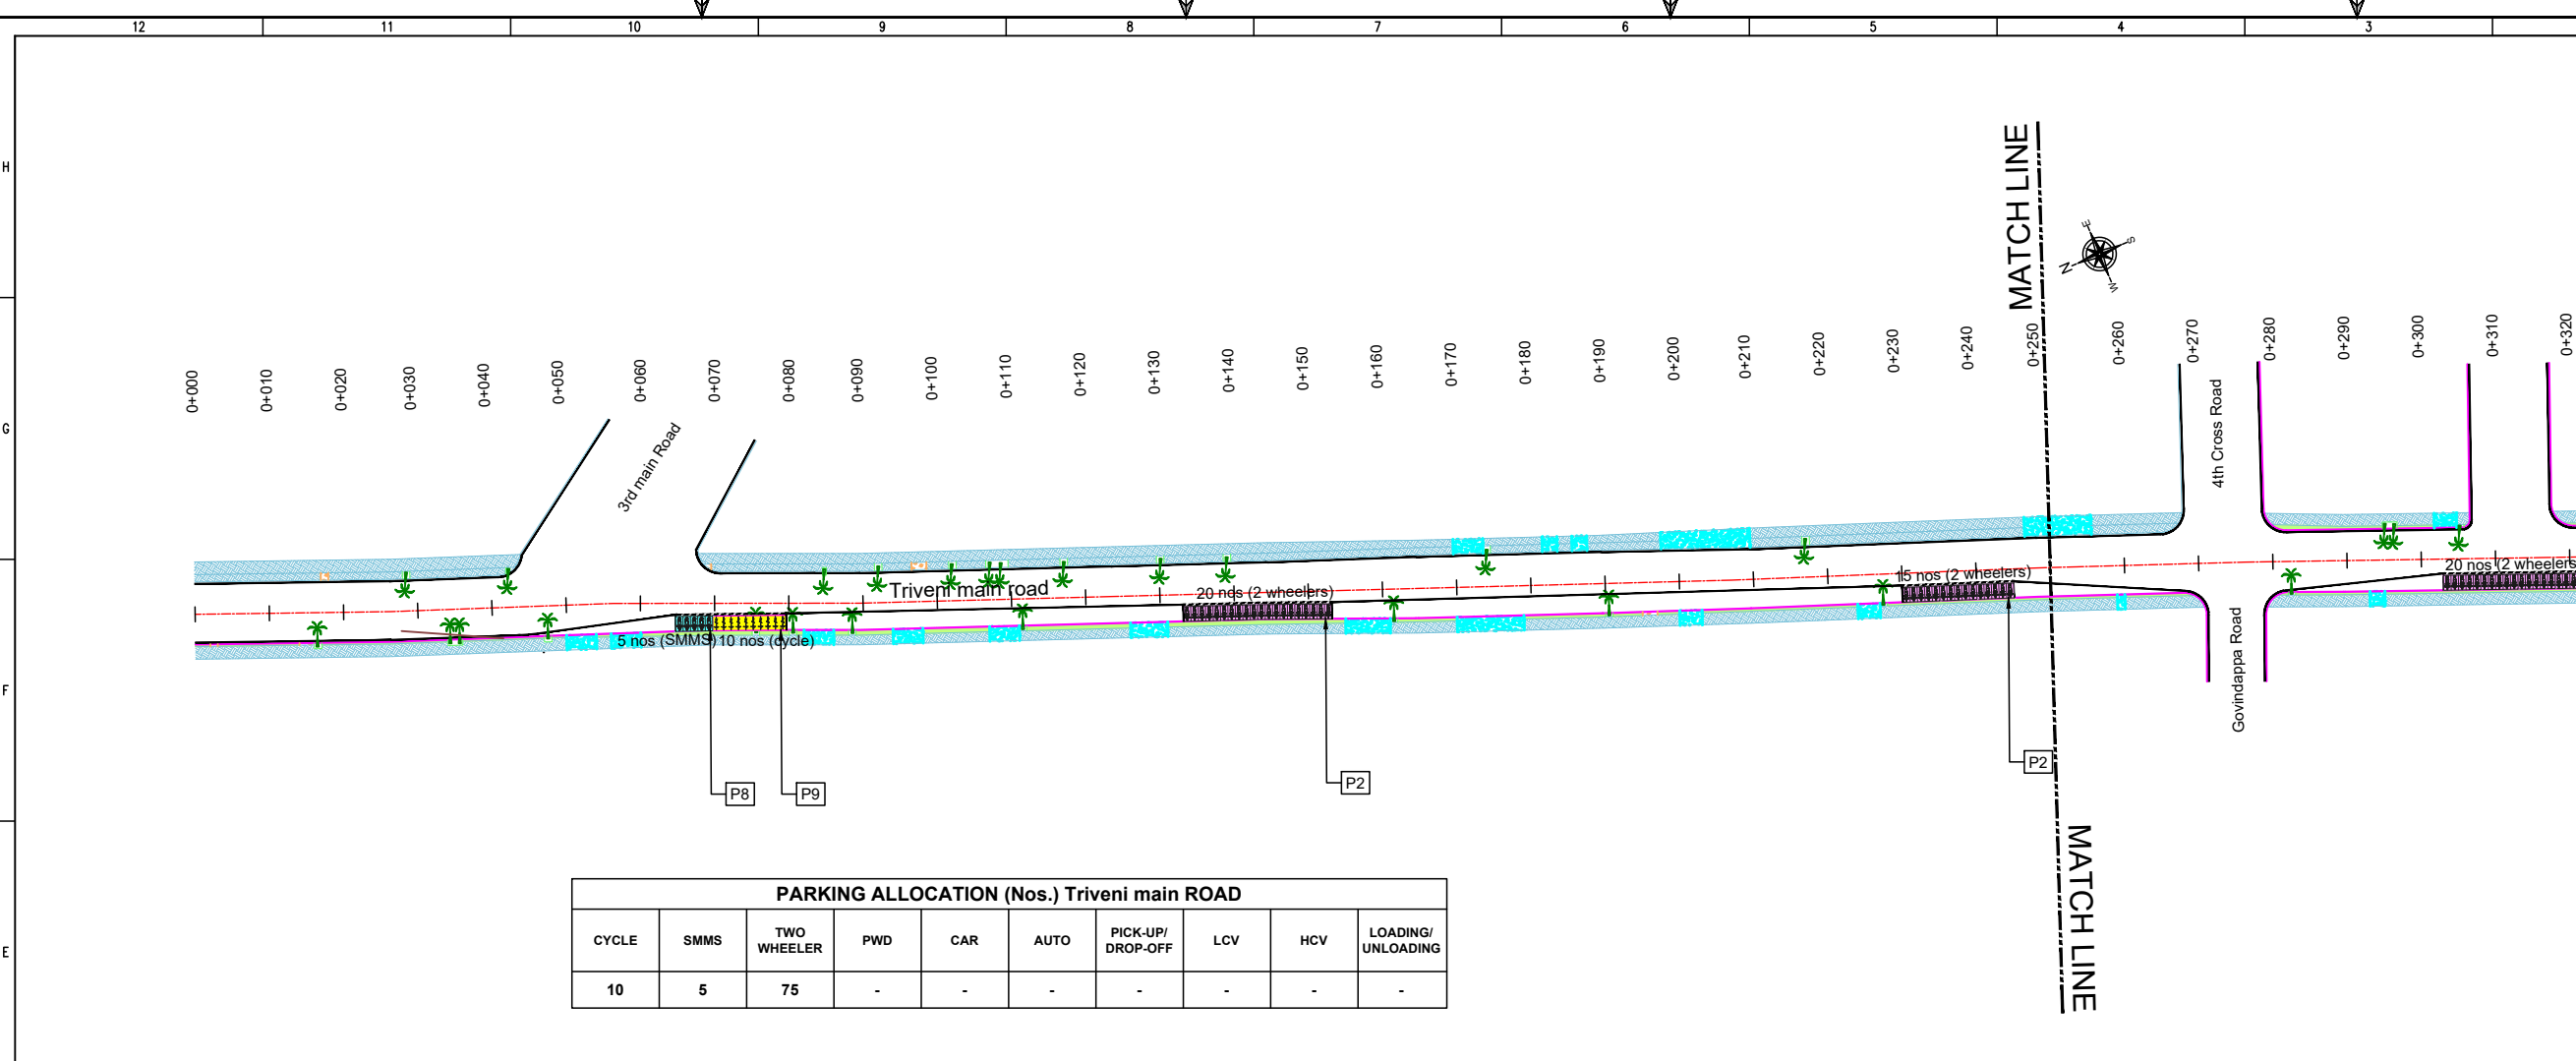 12 11 10 9 8 7 6 5 4 3
H
G
F
E
MATCH LINE
E
S
N
W
0+000 0+010 0+020 0+030 0+040 0+050 0+060 0+070 0+080 0+090 0+100 0+110 0+120 0+130 0+140 0+150 0+160 0+170 0+180 0+190 0+200 0+210 0+220 0+230 0+240 0+250 0+260 0+270 0+280 0+290 0+300 0+310 0+320
3rd main Road
4th Cross Road
Triveni main road
20 nos (2 wheelers)
15 nos (2 wheelers)
20 nos (2 wheelers
5 nos (SMMS)
10 nos (cycle)
Govindappa Road
P8
P9
P2
P2
MATCH LINE
PARKING ALLOCATION (Nos.) Triveni main ROAD
CYCLE SMMS TWO WHEELER PWD CAR AUTO PICK-UP/ DROP-OFF LCV HCV LOADING/ UNLOADING
10 5 75 - - - - - - -